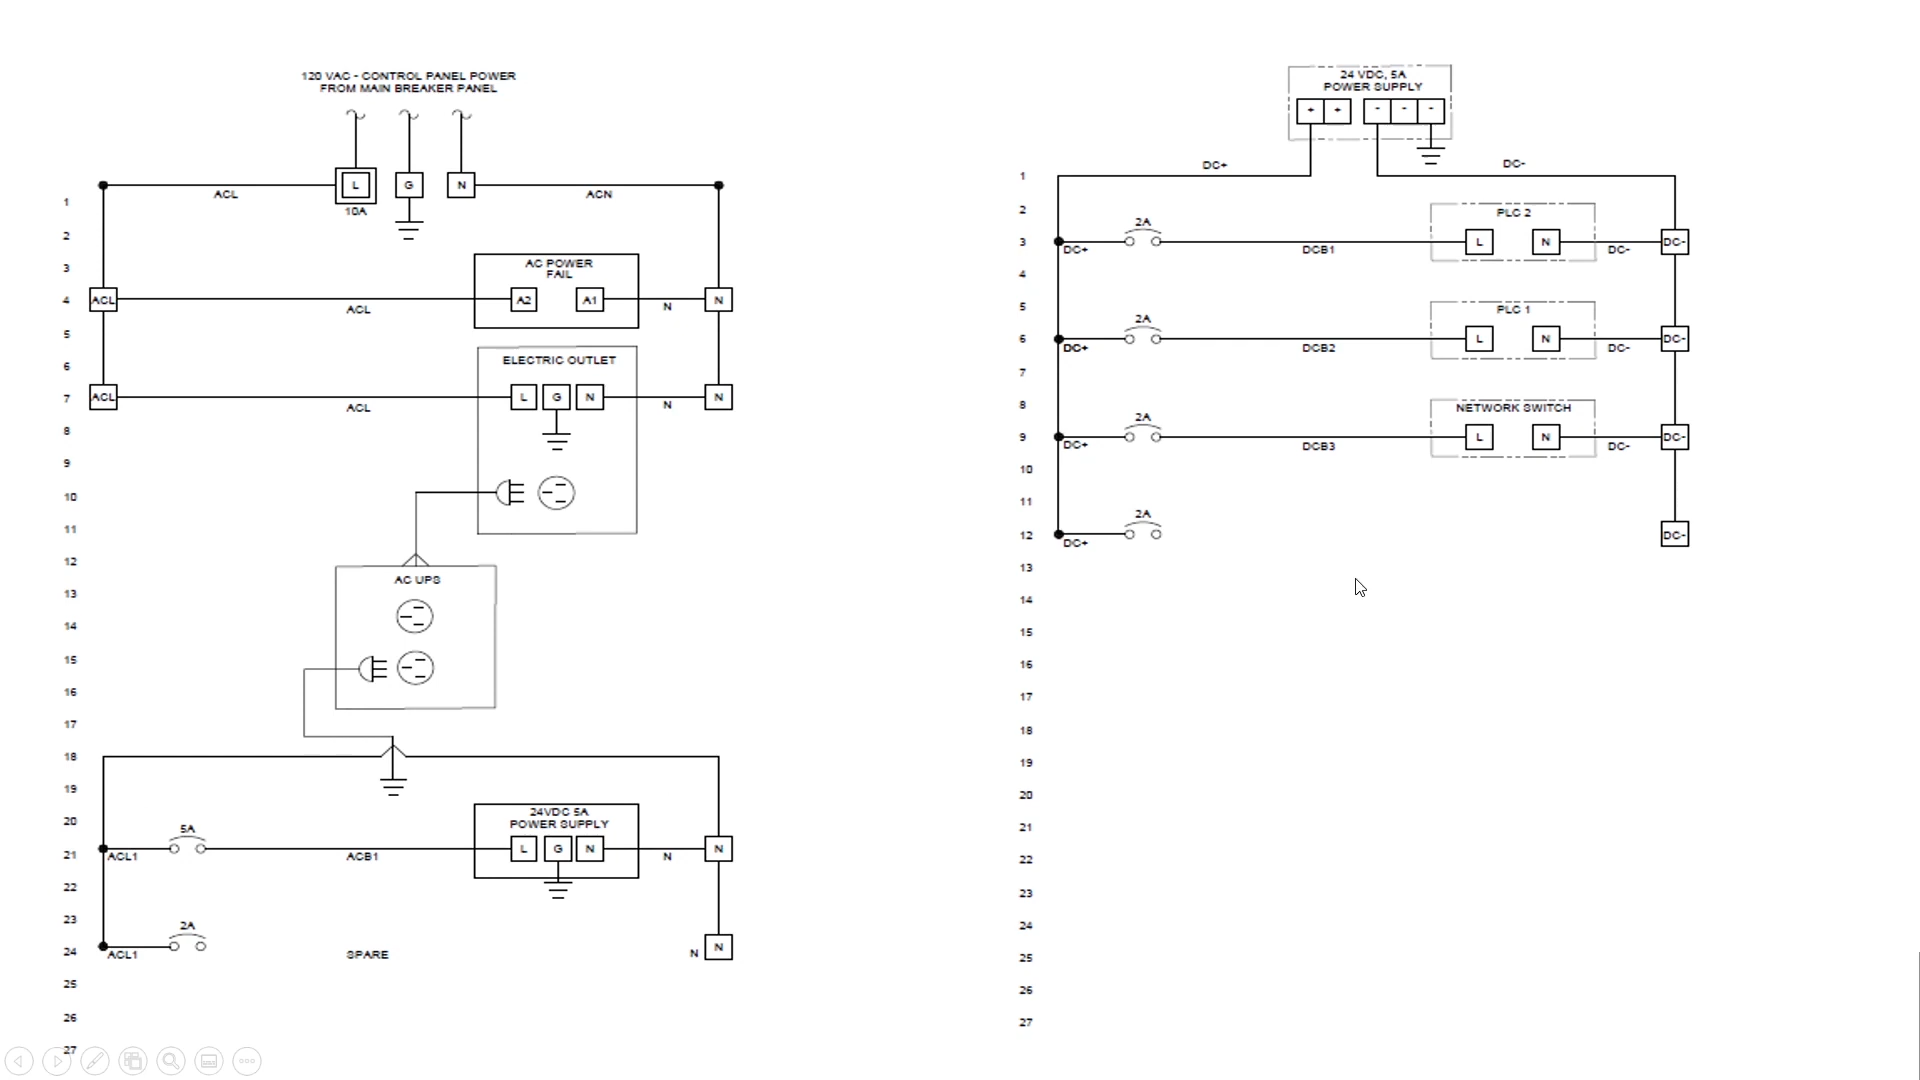 120 VAC - CONTROL PANEL POWER
FROM MAIN BREAKER PANEL
L G N
ACL ACN
10A
1
2
3
AC POWER
FAIL
4 ACL A2 A1 N
ACL N
5
6
ELECTRIC OUTLET
7 ACL L G N N
ACL N
8
9
10
11
12
AC UPS
13
14
15
16
17
18
19
20
24VDC 5A
POWER SUPPLY
5A
21 L G N N
ACL1 ACB1 N
22
23
2A
24 N
ACL1 SPARE N
25
26
27
24 VDC, 5A
POWER SUPPLY
+ + - - -
DC+ DC-
1
2
PLC 2
2A
3 L N DC-
DC+ DCB1 DC-
4
5
PLC 1
2A
6 L N DC-
DC+ DCB2 DC-
7
8
NETWORK SWITCH
2A
9 L N DC-
DC+ DCB3 DC-
10
11
2A
12 DC-
DC+
13
14
15
16
17
18
19
20
21
22
23
24
25
26
27